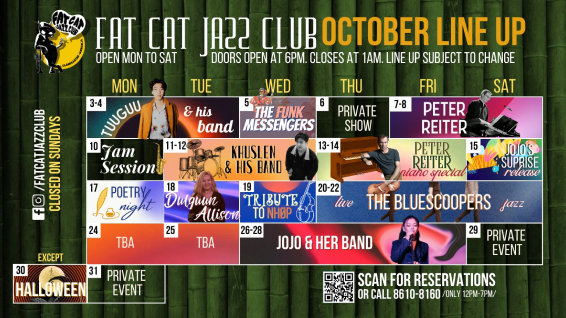 FAT CAT JAZZ CLUB
FAT CAT JAZZ CLUB OCTOBER LINE UP
OPEN MON TO SAT DOORS OPEN AT 6PM. CLOSES AT 1AM. LINE UP SUBJECT TO CHANGE
/FATCATJAZZCLUB
CLOSED ON SUNDAYS
MON TUE WED THU FRI SAT
3-4 TUUGUU & his band
5 THE FUNK MESSENGERS
6 PRIVATE SHOW
7-8 PETER REITER
10 Jam Session
11-12 KHUSLEN & HIS BAND
13-14 PETER REITER piano special
15 JOJO'S SUPRISE release
17 POETRY night
18 Dulguun Allison
19 TRIBUTE TO NHØP
20-22 live THE BLUESCOOPERS jazz
24 TBA
25 TBA
26-28 JOJO & HER BAND
29 PRIVATE EVENT
EXCEPT
30 HALLOWEEN
31 PRIVATE EVENT
SCAN FOR RESERVATIONS
OR CALL 8610-8160 /ONLY 12PM-7PM/